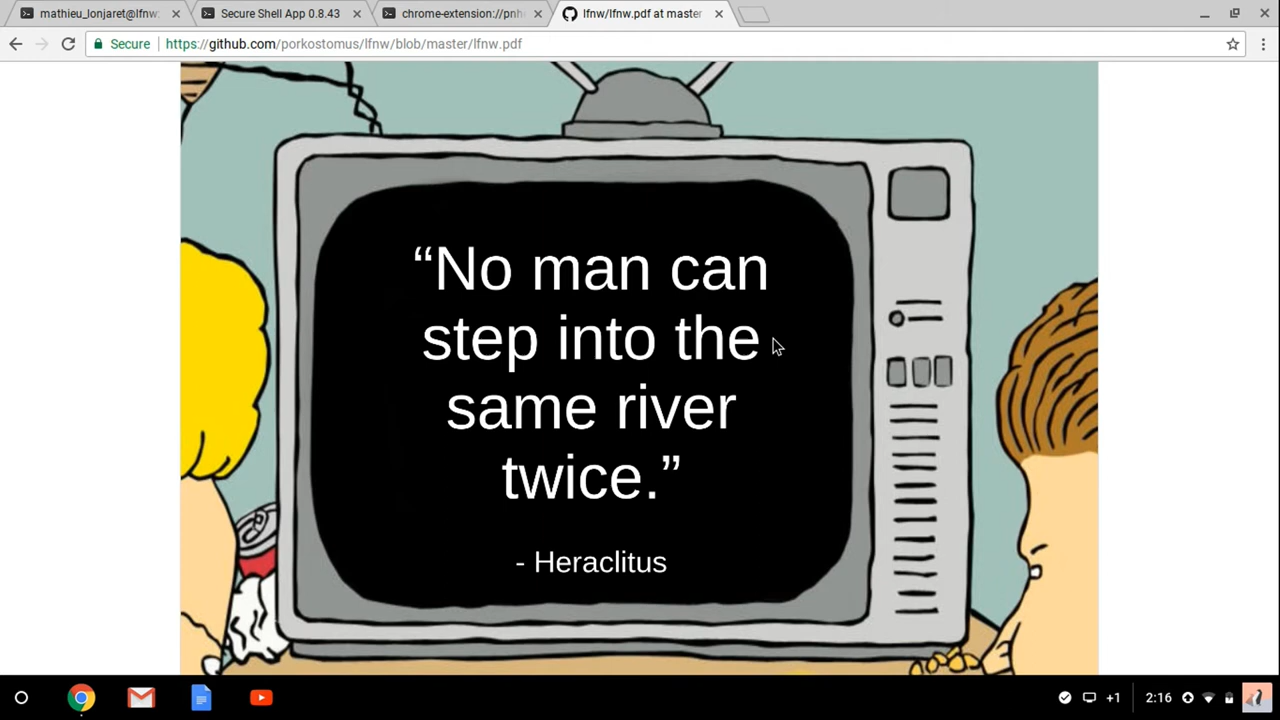 mathieu_lonjaret@lfnw:
Secure Shell App 0.8.43
chrome-extension://pnh
lfnw/lfnw.pdf at master
Secure
https://github.com/porkostomus/lfnw/blob/master/lfnw.pdf
“No man can
step into the
same river
twice.”
- Heraclitus
+1
2:16